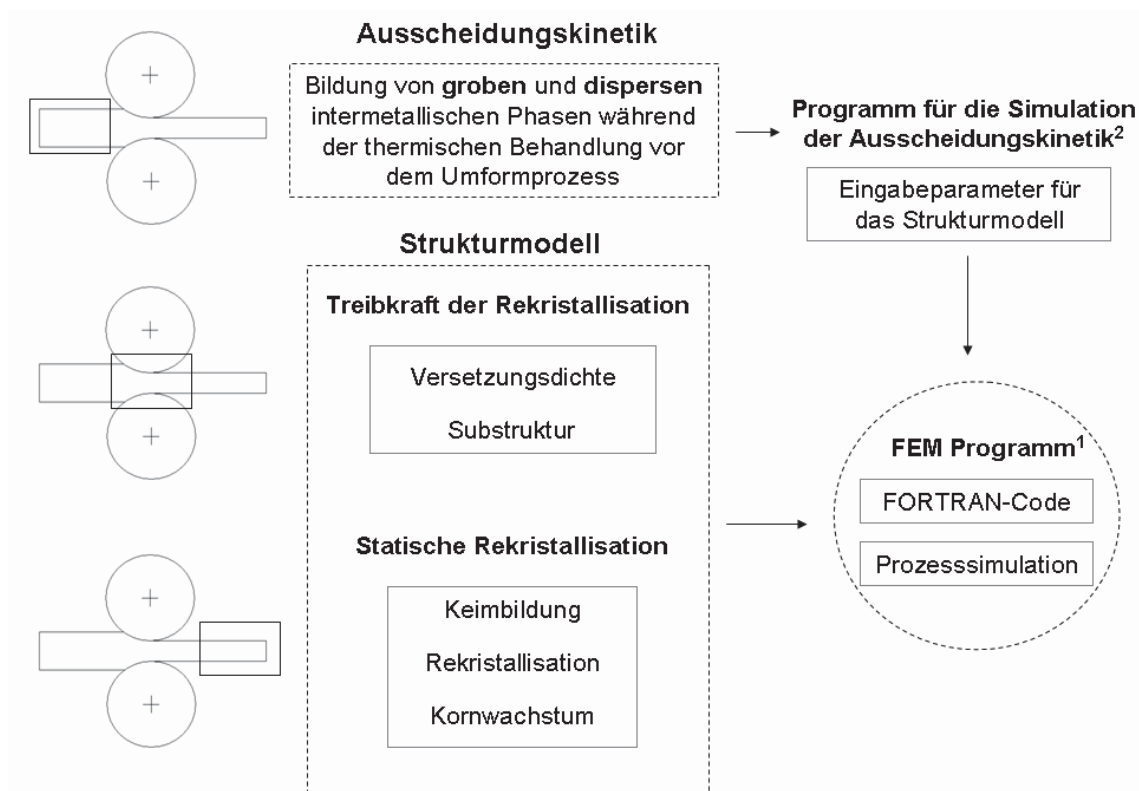 Ausscheidungskinetik
Bildung von groben und dispersen
intermetallischen Phasen während
der thermischen Behandlung vor
dem Umformprozess
Programm für die Simulation
der Ausscheidungskinetik²
Eingabeparameter für
das Strukturmodell
Strukturmodell
Treibkraft der Rekristallisation
Versetzungsdichte
Substruktur
Statische Rekristallisation
Keimbildung
Rekristallisation
Kornwachstum
FEM Programm¹
FORTRAN-Code
Prozesssimulation